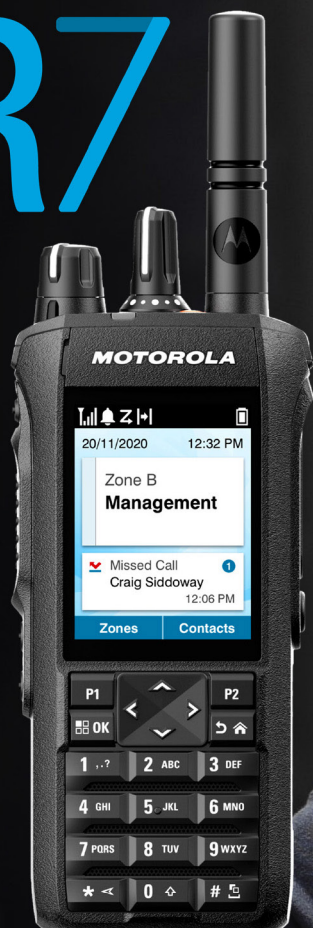 R7
MOTOROLA
20/11/2020 12:32 PM
Zone B
Management
Missed Call 1
Craig Siddoway
12:06 PM
Zones Contacts
P1 P2
OK
1 ,.? 2 ABC 3 DEF
4 GHI 5 JKL 6 MNO
7 PQRS 8 TUV 9 WXYZ
* 0 #